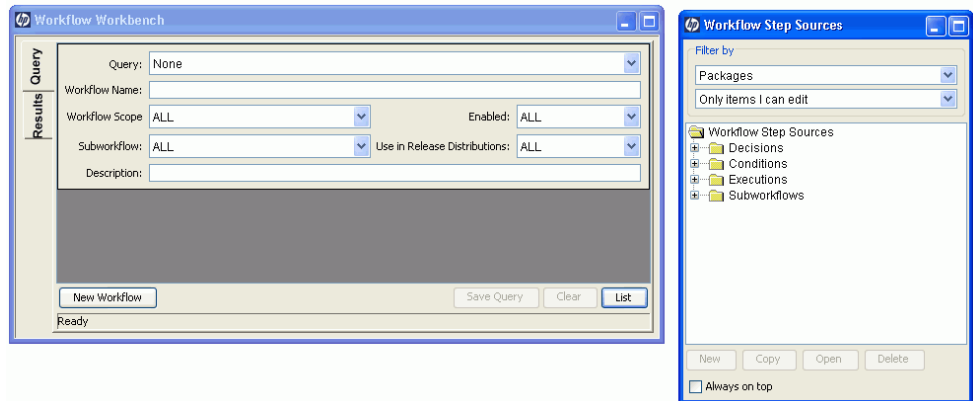 hp Workflow Workbench
Query
Results
Query: None
Workflow Name:
Workflow Scope ALL Enabled: ALL
Subworkflow: ALL Use in Release Distributions: ALL
Description:
New Workflow Save Query Clear List
Ready
hp Workflow Step Sources
Filter by
Packages
Only items I can edit
Workflow Step Sources
Decisions
Conditions
Executions
Subworkflows
New Copy Open Delete
Always on top